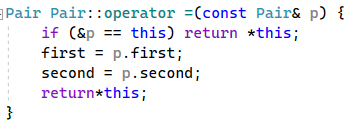 Pair Pair::operator =(const Pair& p) {
    if (&p == this) return *this;
    first = p.first;
    second = p.second;
    return*this;
}